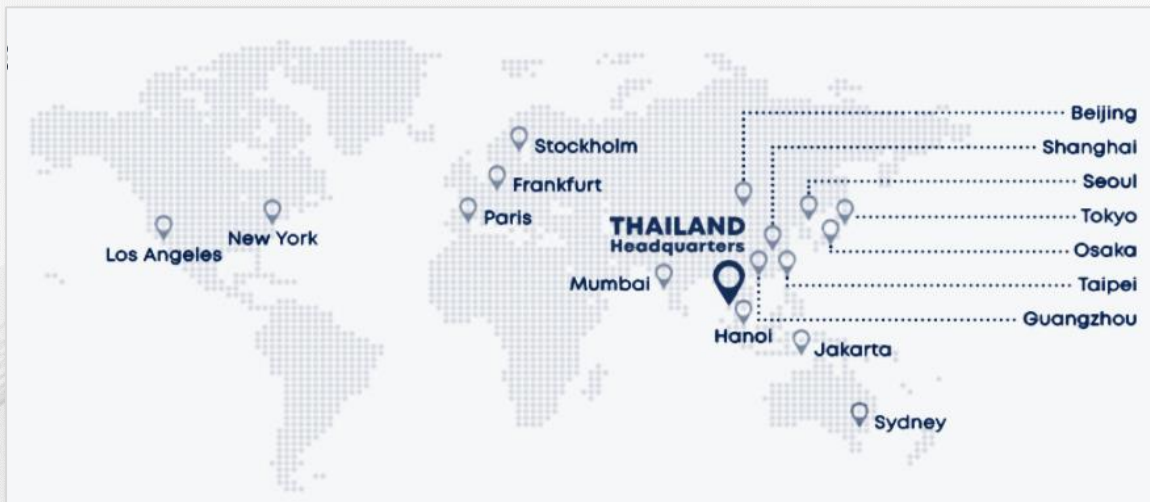 Beijing
Shanghai
Stockholm
Seoul
Frankfurt
Paris
Tokyo
THAILAND
Headquarters
New York
Osaka
Los Angeles
Mumbai
Taipei
Guangzhou
Hanoi
Jakarta
Sydney